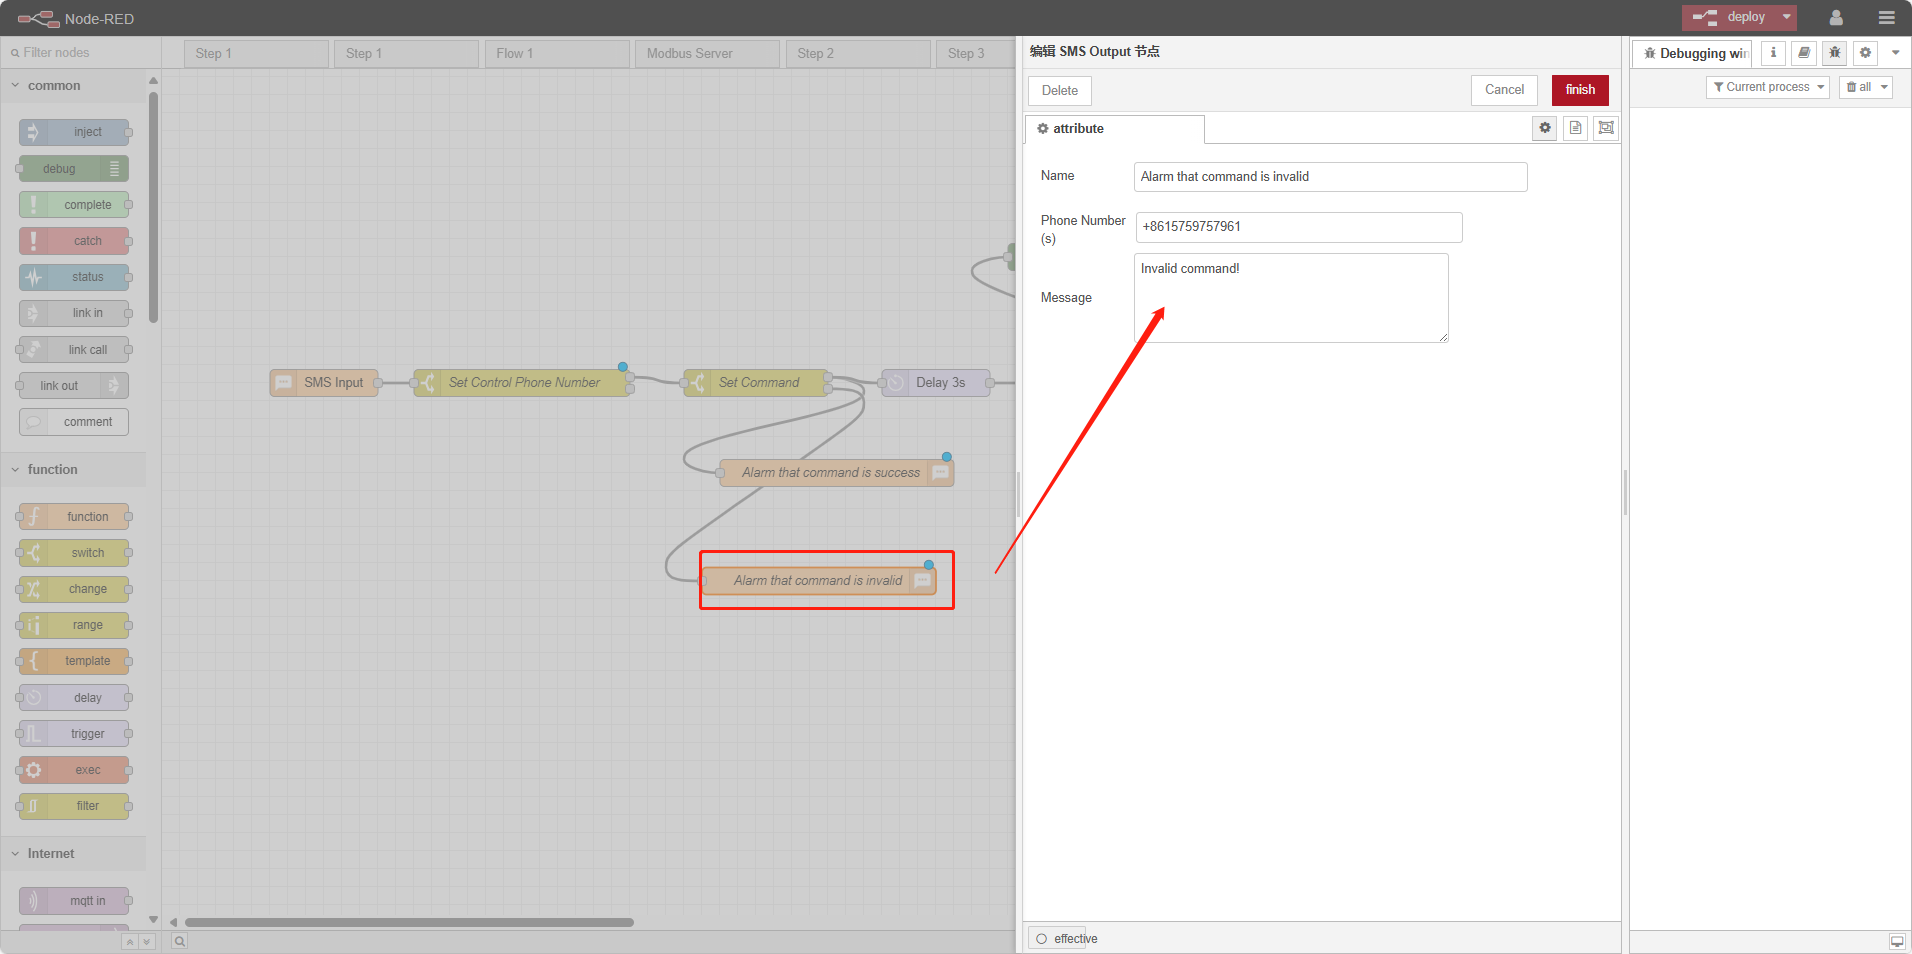 Node-RED
deploy
Filter nodes
Step 1
Step 1
Flow 1
Modbus Server
Step 2
Step 3
common
inject
debug
complete
catch
status
link in
link call
link out
comment
function
function
switch
change
range
template
delay
trigger
exec
filter
Internet
mqtt in
SMS Input
Set Control Phone Number
Set Command
Delay 3s
Alarm that command is success
Alarm that command is invalid
编辑 SMS Output 节点
Delete
Cancel
finish
attribute
Name
Alarm that command is invalid
Phone Number
(s)
+8615759757961
Message
Invalid command!
effective
Debugging win
Current process
all